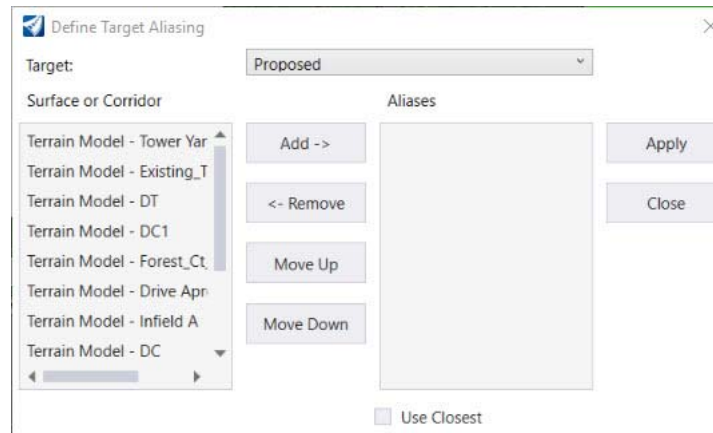 Define Target Aliasing
Target:
Proposed
Surface or Corridor
Aliases
Terrain Model - Tower Yar
Terrain Model - Existing_T
Terrain Model - DT
Terrain Model - DC1
Terrain Model - Forest_Ct_
Terrain Model - Drive Apr
Terrain Model - Infield A
Terrain Model - DC
Add ->
<- Remove
Move Up
Move Down
Apply
Close
Use Closest